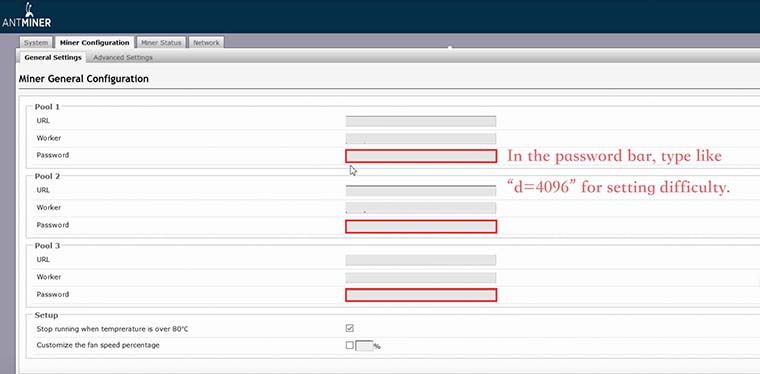 ANTMINER
System Miner Configuration Miner Status Network
General Settings Advanced Settings
Miner General Configuration
Pool 1
URL
Worker
Password
In the password bar, type like
“d=4096” for setting difficulty.
Pool 2
URL
Worker
Password
Pool 3
URL
Worker
Password
Setup
Stop running when temprerature is over 80°C
Customize the fan speed percentage %